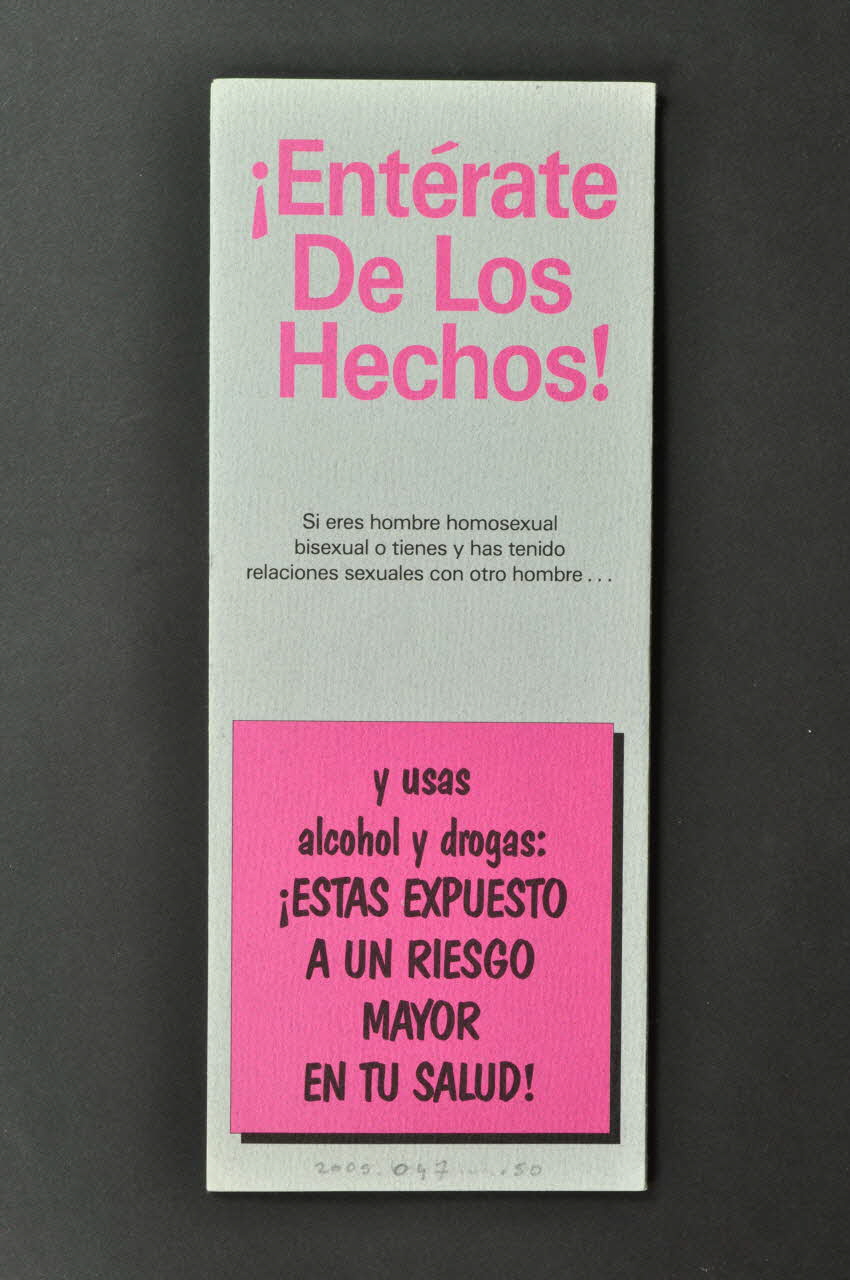 ¡Entérate
De Los
Hechos!
Si eres hombre homosexual
bisexual o tienes y has tenido
relaciones sexuales con otro hombre...
y usas
alcohol y drogas:
¡ESTAS EXPUESTO
A UN RIESGO
MAYOR
EN TU SALUD!
2005.047.....50